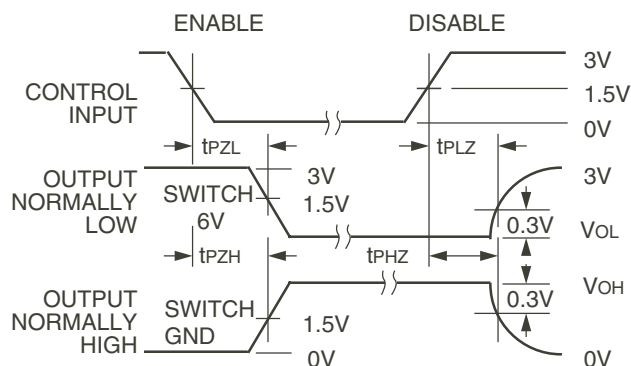 ENABLE DISABLE
3V
CONTROL INPUT 1.5V
0V
tPZL tPLZ
OUTPUT NORMALLY LOW
SWITCH 6V
3V
1.5V
3V
0.3V VOL
tPZH tPHZ
OUTPUT NORMALLY HIGH
SWITCH GND
1.5V
0V
0.3V VOH
0V